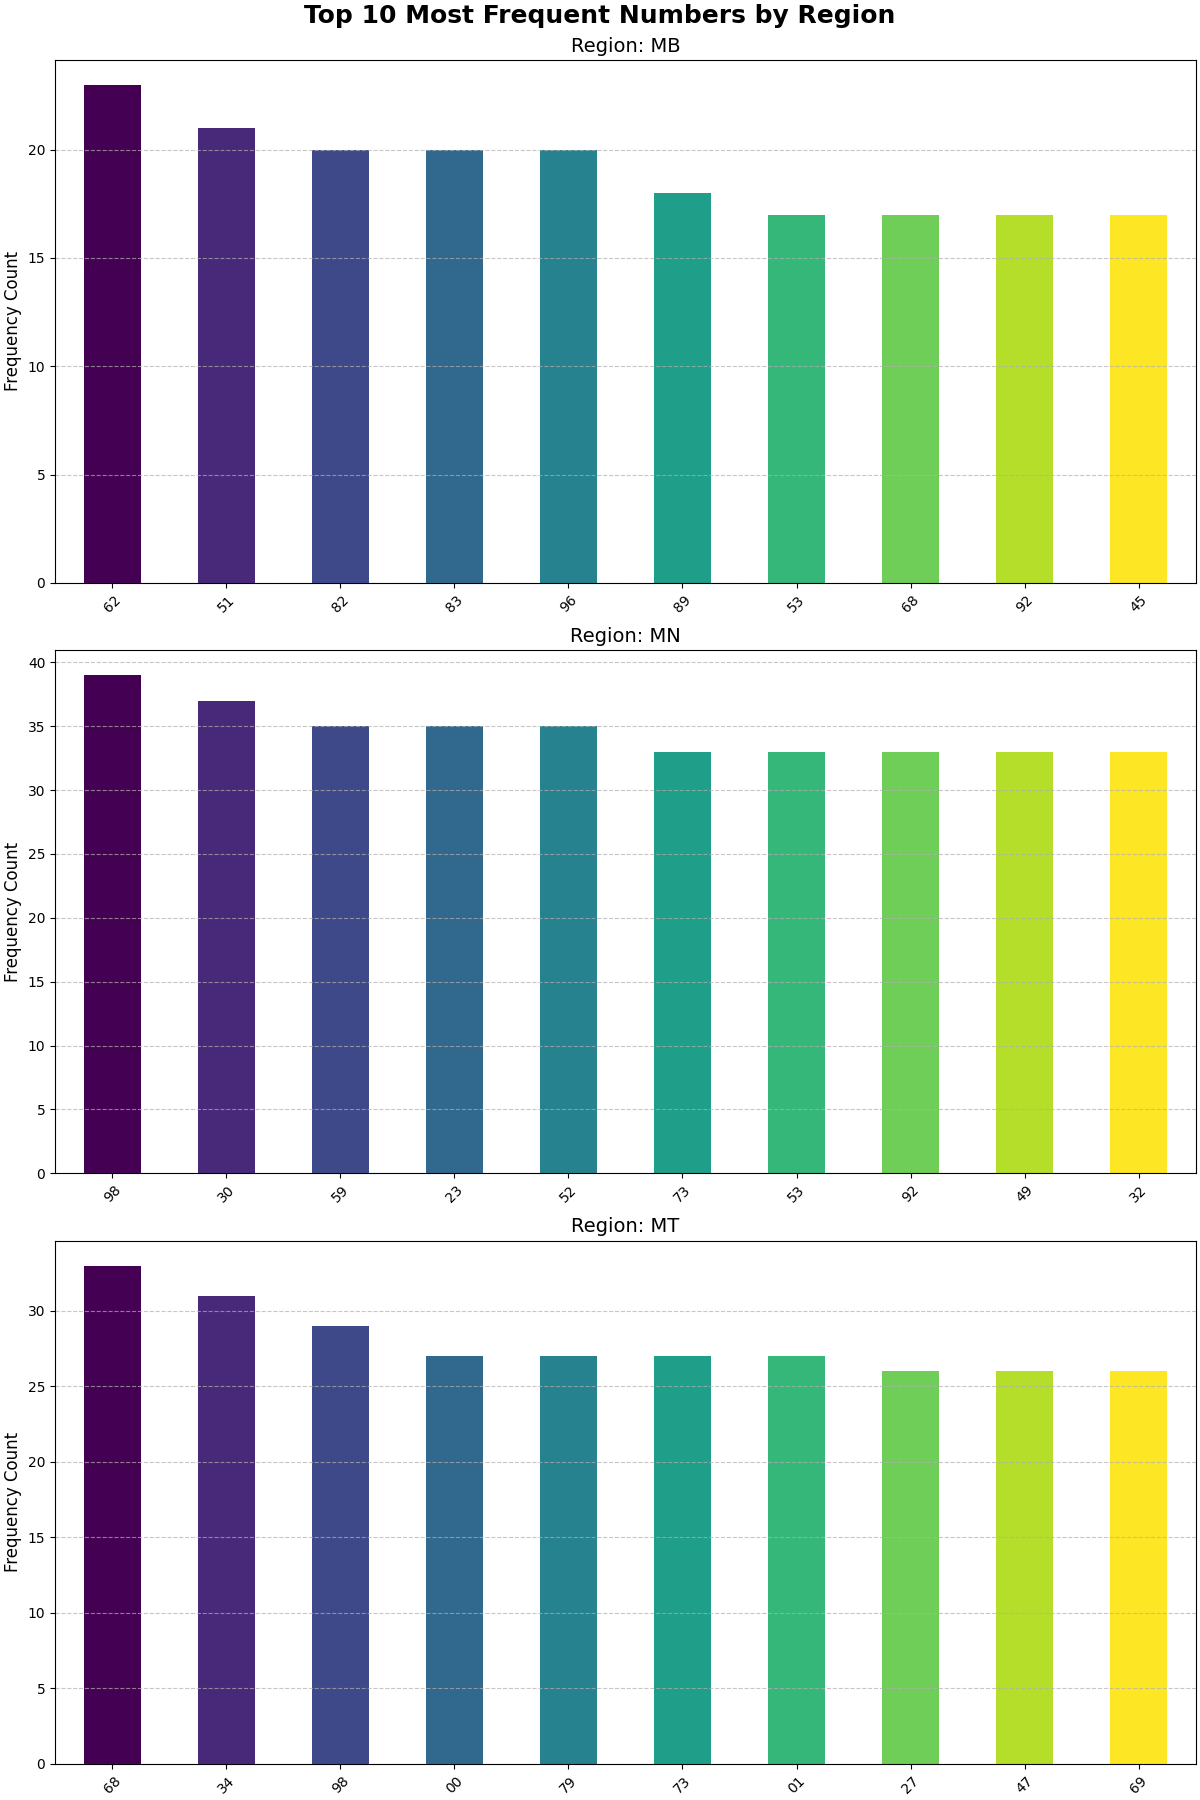 Top 10 Most Frequent Numbers by Region
Region: MB
Frequency Count
20
15
10
5
0
62 51 82 83 96 89 53 68 92 45
Region: MN
Frequency Count
40
35
30
25
20
15
10
5
0
98 30 59 23 52 73 53 92 49 32
Region: MT
Frequency Count
30
25
20
15
10
5
0
68 34 98 00 79 73 01 27 47 69